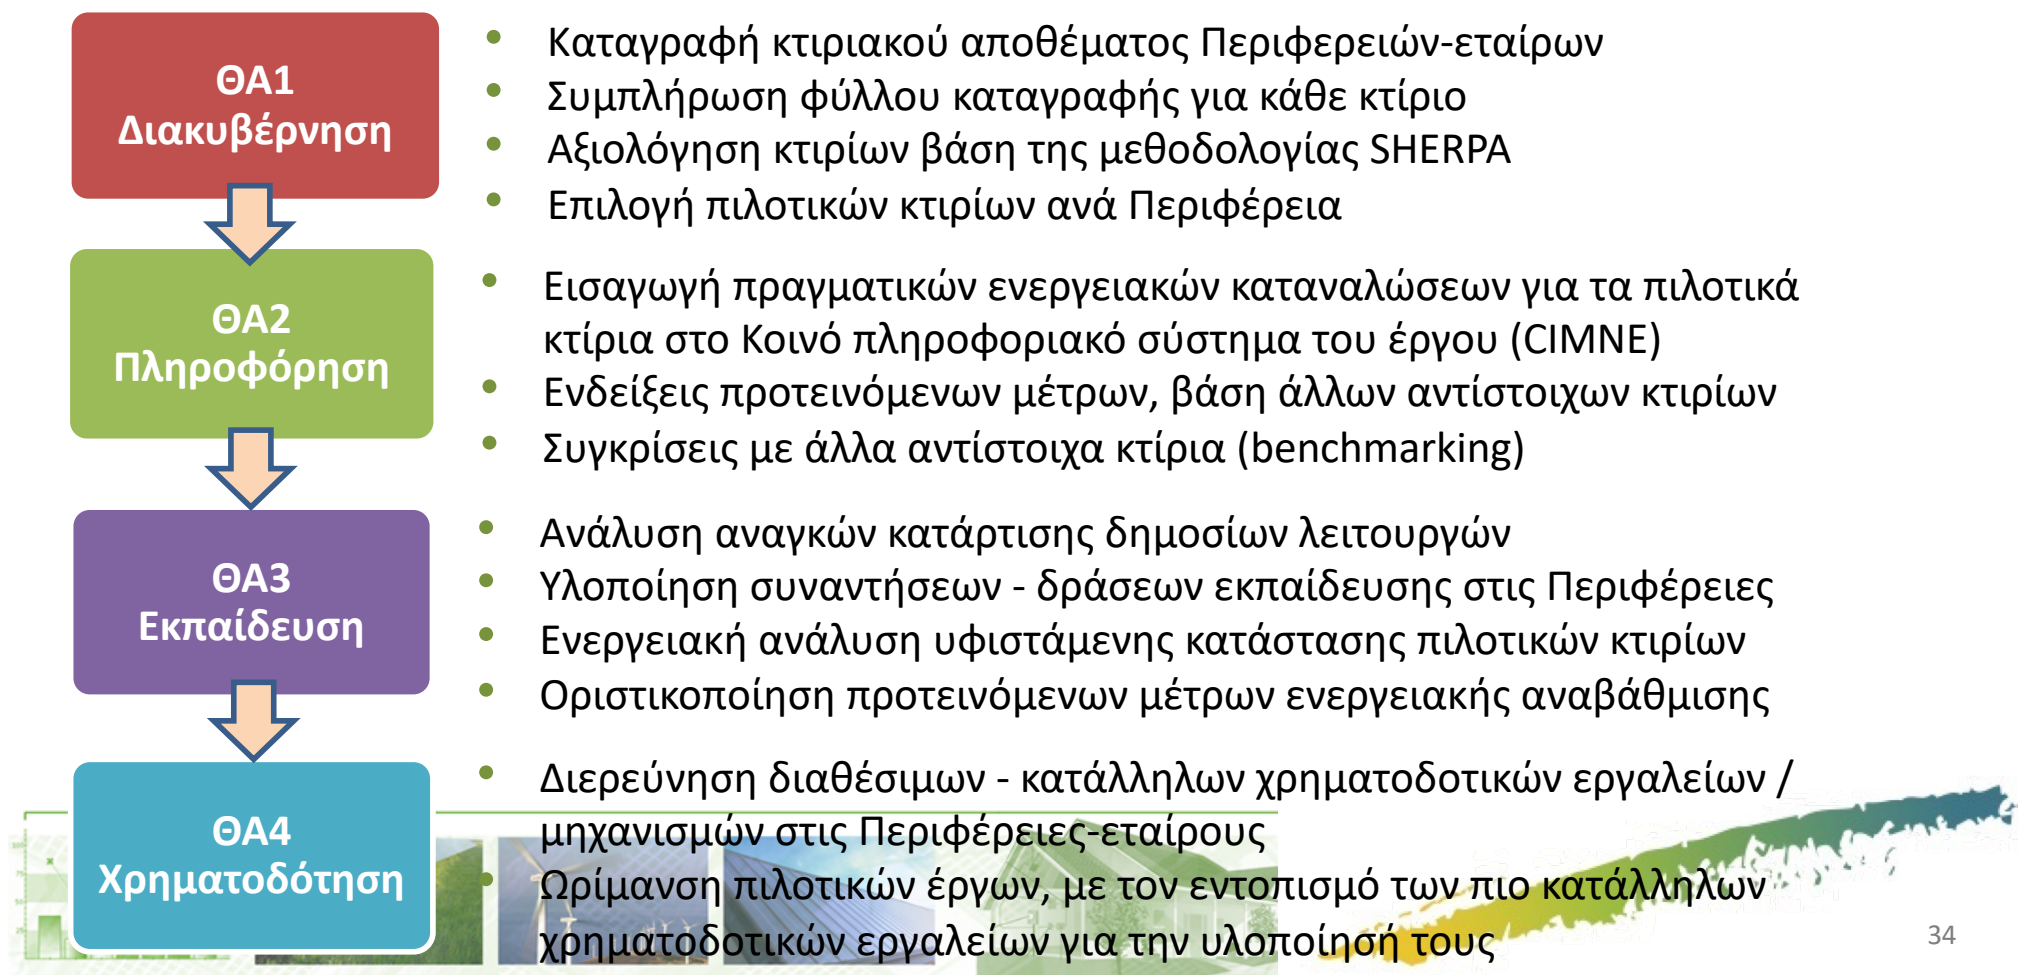 ΘΑ1
Διακυβέρνηση
• Καταγραφή κτιριακού αποθέματος Περιφερειών-εταίρων
• Συμπλήρωση φύλλου καταγραφής για κάθε κτίριο
• Αξιολόγηση κτιρίων βάση της μεθοδολογίας SHERPA
• Επιλογή πιλοτικών κτιρίων ανά Περιφέρεια
ΘΑ2
Πληροφόρηση
• Εισαγωγή πραγματικών ενεργειακών καταναλώσεων για τα πιλοτικά
κτίρια στο Κοινό πληροφοριακό σύστημα του έργου (CIMNE)
• Ενδείξεις προτεινόμενων μέτρων, βάση άλλων αντίστοιχων κτιρίων
• Συγκρίσεις με άλλα αντίστοιχα κτίρια (benchmarking)
ΘΑ3
Εκπαίδευση
• Ανάλυση αναγκών κατάρτισης δημοσίων λειτουργών
• Υλοποίηση συναντήσεων - δράσεων εκπαίδευσης στις Περιφέρειες
• Ενεργειακή ανάλυση υφιστάμενης κατάστασης πιλοτικών κτιρίων
• Οριστικοποίηση προτεινόμενων μέτρων ενεργειακής αναβάθμισης
ΘΑ4
Χρηματοδότηση
• Διερεύνηση διαθέσιμων - κατάλληλων χρηματοδοτικών εργαλείων /
μηχανισμών στις Περιφέρειες-εταίρους
• Ωρίμανση πιλοτικών έργων, με τον εντοπισμό των πιο κατάλληλων
χρηματοδοτικών εργαλείων για την υλοποίησή τους
34